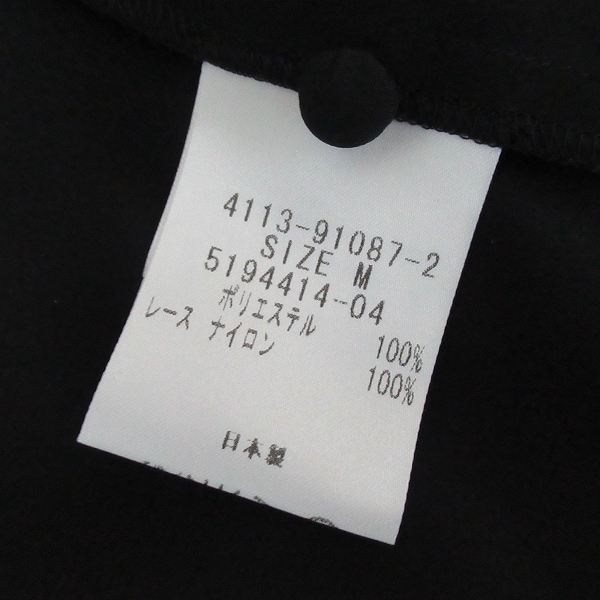 4113-91087-2
SIZE M
5194414-04
ポリエステル 100%
レース ナイロン 100%
日本製